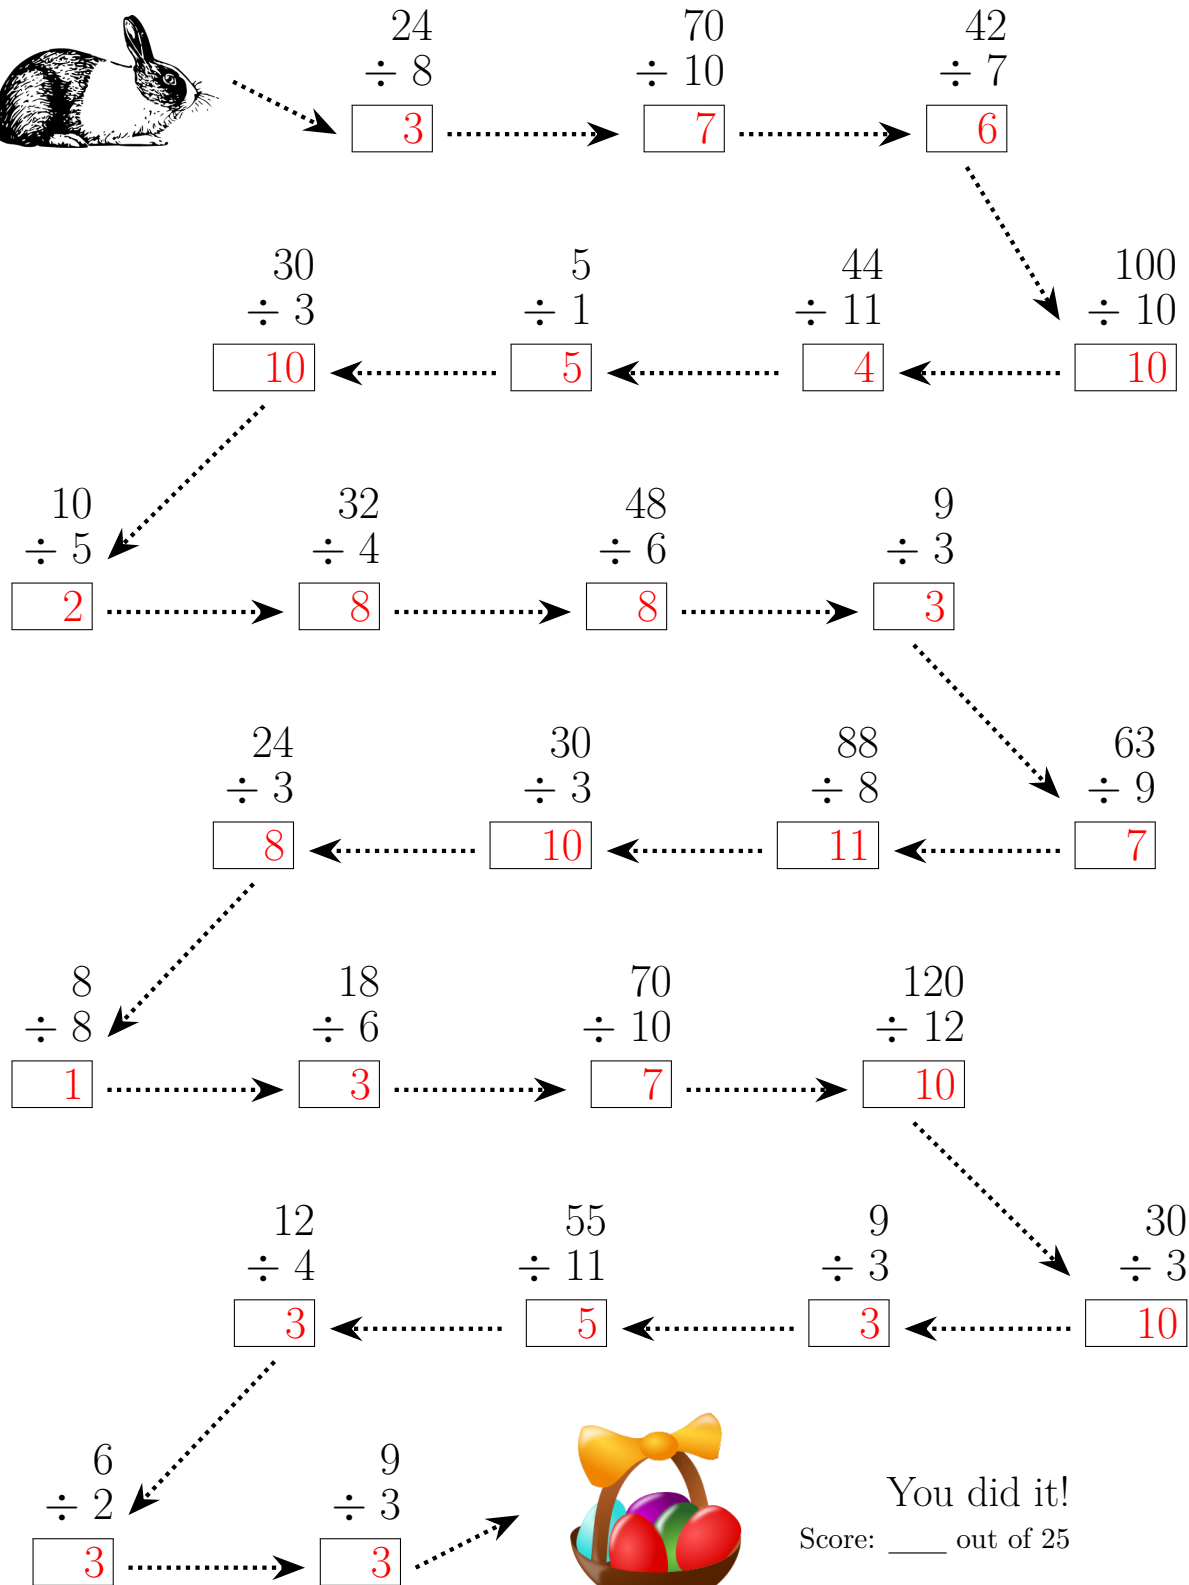 24 70 42
÷ 8 ÷ 10 ÷ 7
3 7 6
30 5 44 100
÷ 3 ÷ 1 ÷ 11 ÷ 10
10 5 4 10
10 32 48 9
÷ 5 ÷ 4 ÷ 6 ÷ 3
2 8 8 3
24 30 88 63
÷ 3 ÷ 3 ÷ 8 ÷ 9
8 10 11 7
8 18 70 120
÷ 8 ÷ 6 ÷ 10 ÷ 12
1 3 7 10
12 55 9 30
÷ 4 ÷ 11 ÷ 3 ÷ 3
3 5 3 10
6 9
÷ 2 ÷ 3
3 3
You did it!
Score: ____ out of 25